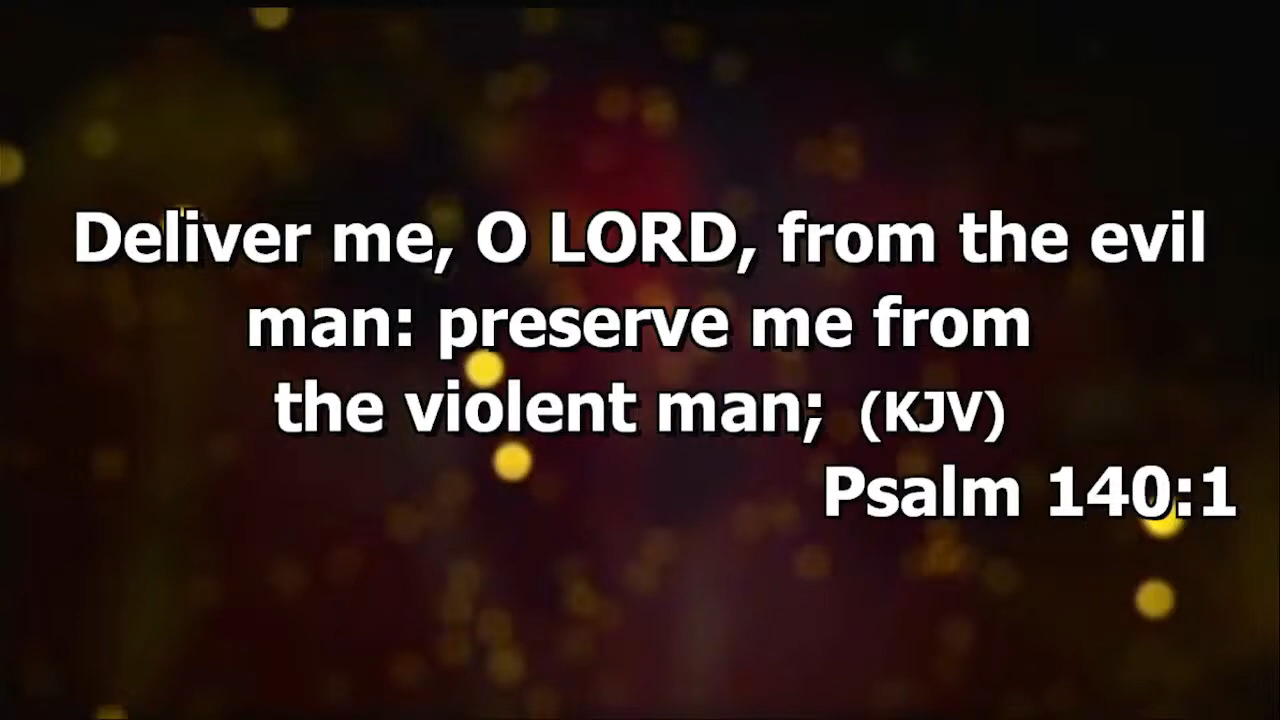 Deliver me, O LORD, from the evil
man: preserve me from
the violent man; (KJV)
Psalm 140:1